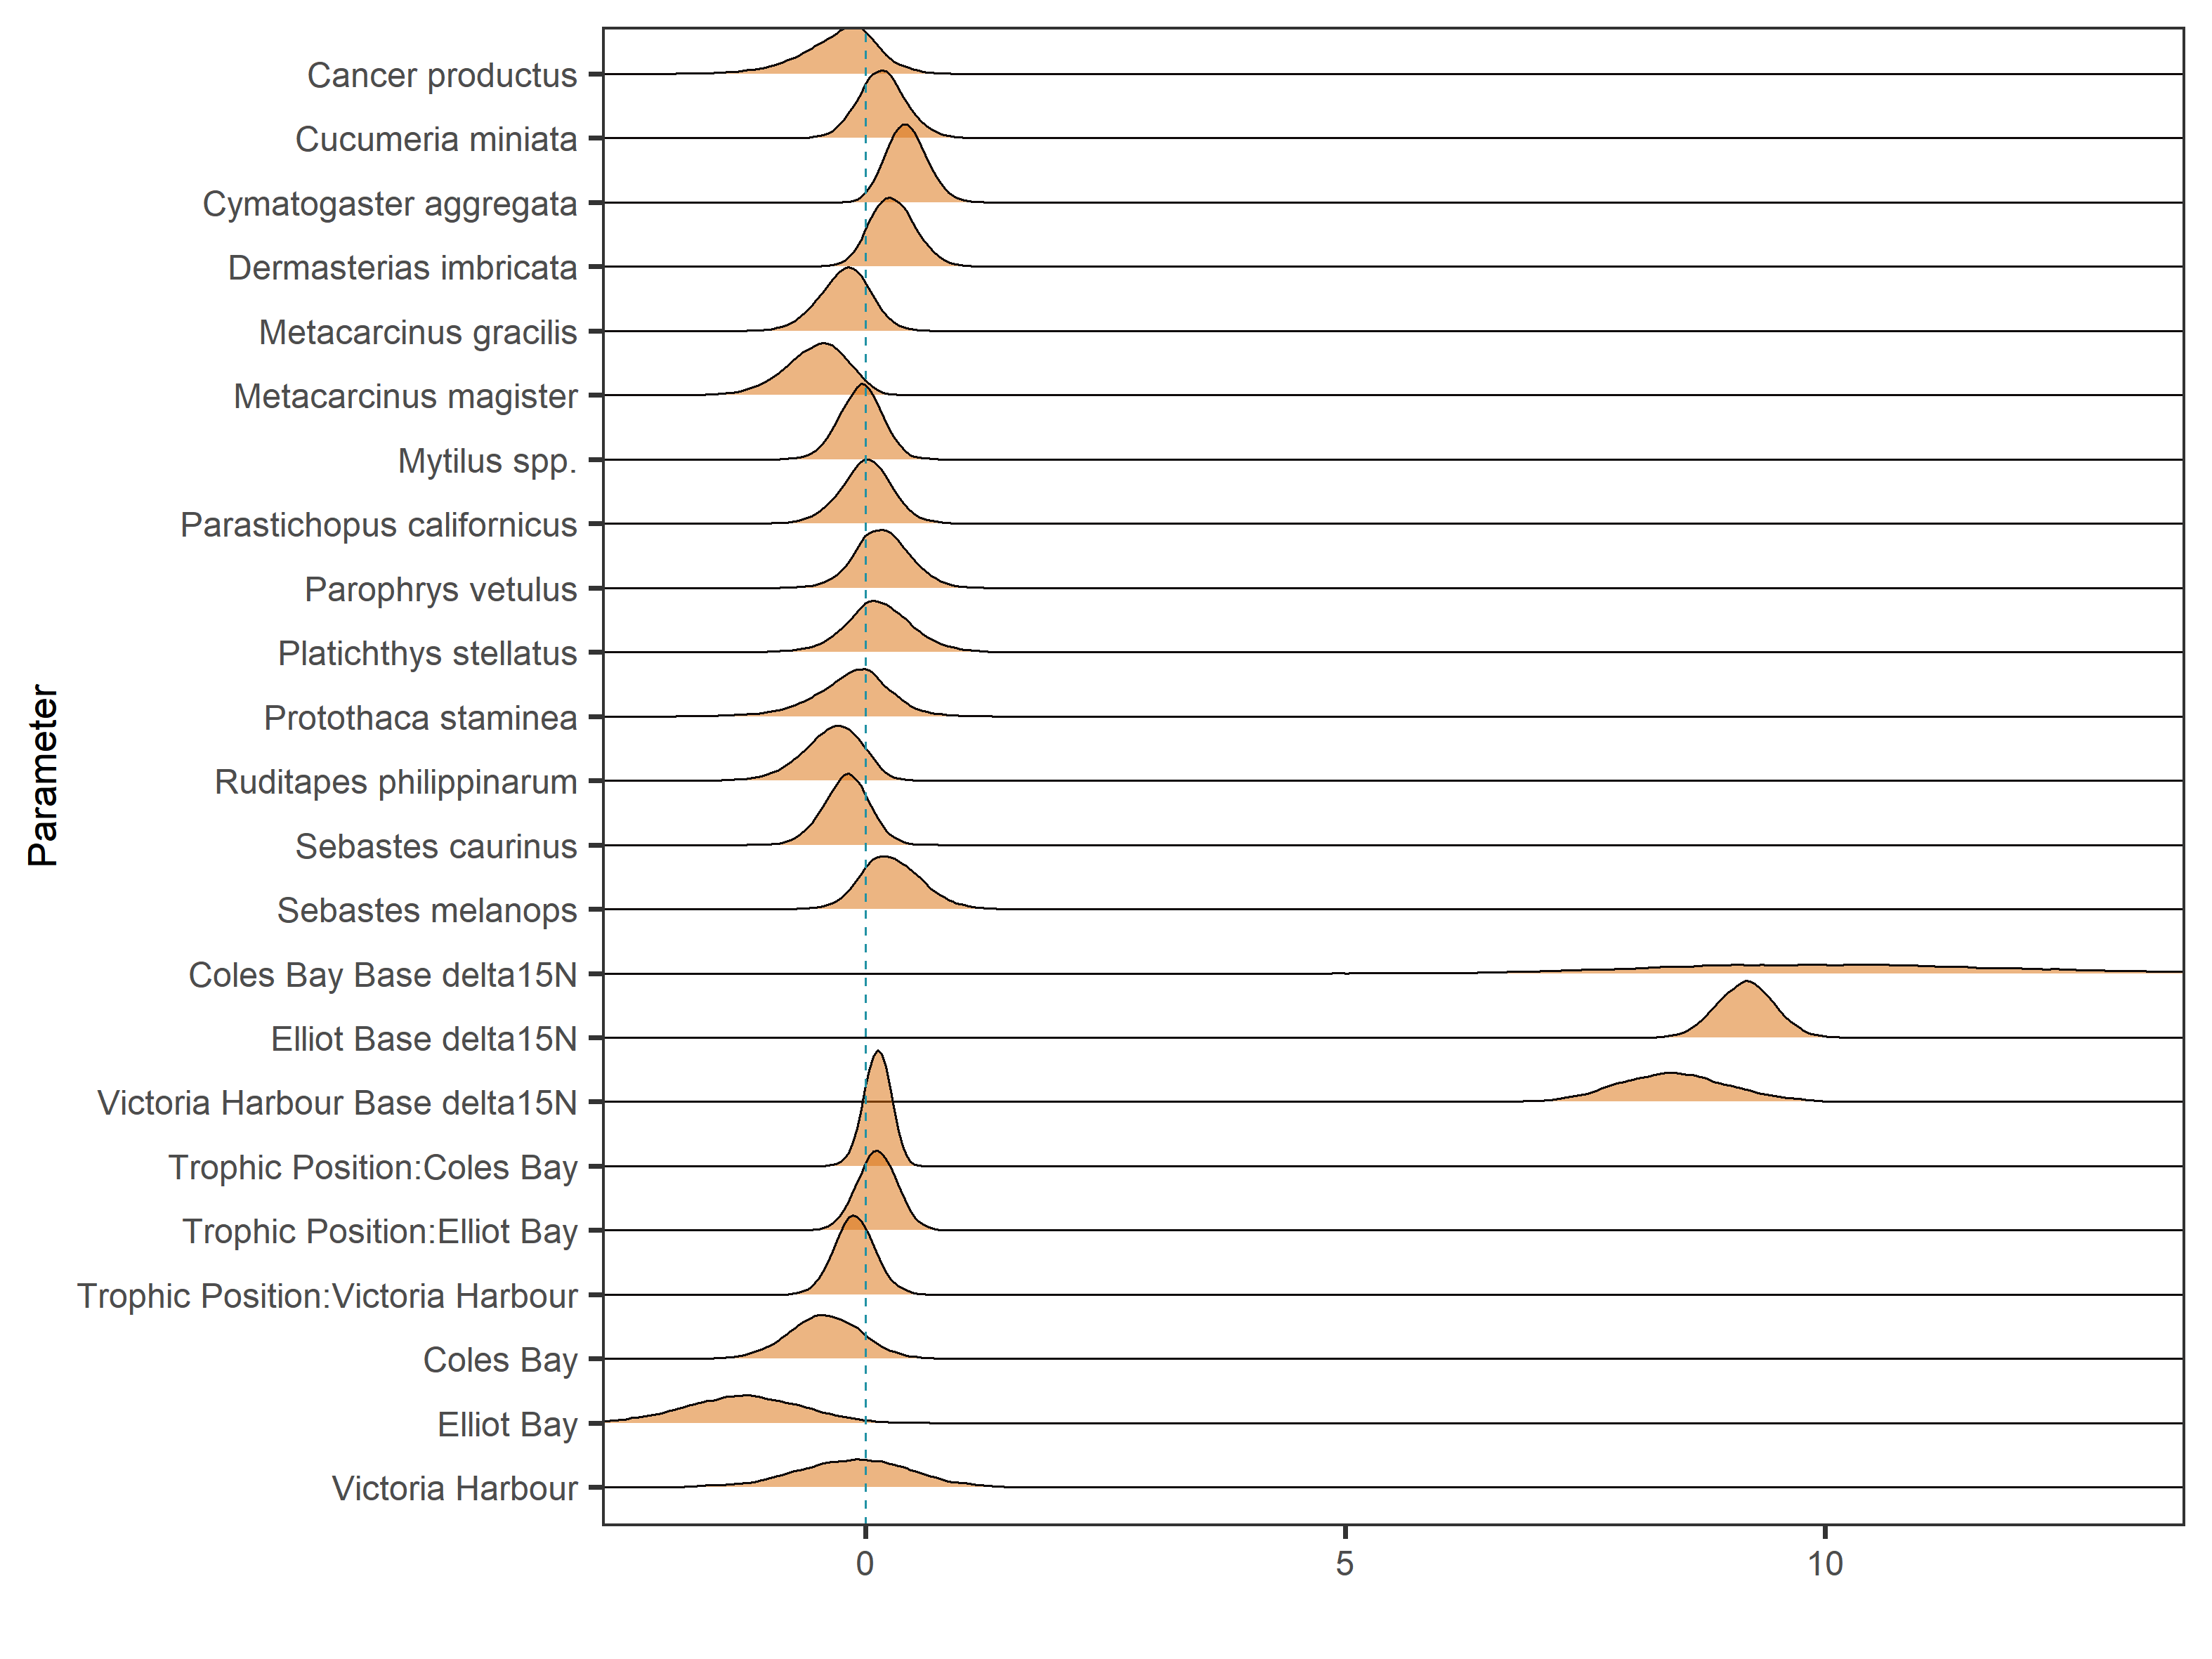 Cancer productus
Cucumeria miniata
Cymatogaster aggregata
Dermasterias imbricata
Metacarcinus gracilis
Metacarcinus magister
Mytilus spp.
Parastichopus californicus
Parophrys vetulus
Platichthys stellatus
Protothaca staminea
Ruditapes philippinarum
Sebastes caurinus
Sebastes melanops
Coles Bay Base delta15N
Elliot Base delta15N
Victoria Harbour Base delta15N
Trophic Position:Coles Bay
Trophic Position:Elliot Bay
Trophic Position:Victoria Harbour
Coles Bay
Elliot Bay
Victoria Harbour
Parameter
0 5 10